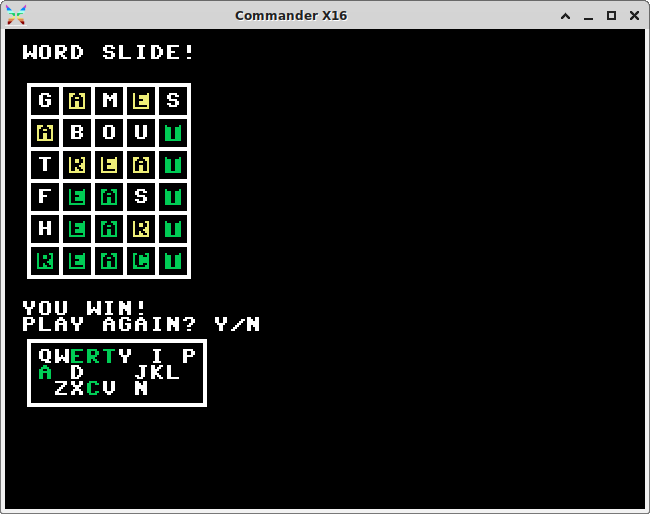 Commander X16
WORD SLIDE!
G A M E S
A B O U T
T R E A T
F E A S T
H E A R T
R E A C T
YOU WIN!
PLAY AGAIN? Y/N
QWERTY I P
A D JKL
ZXCV N